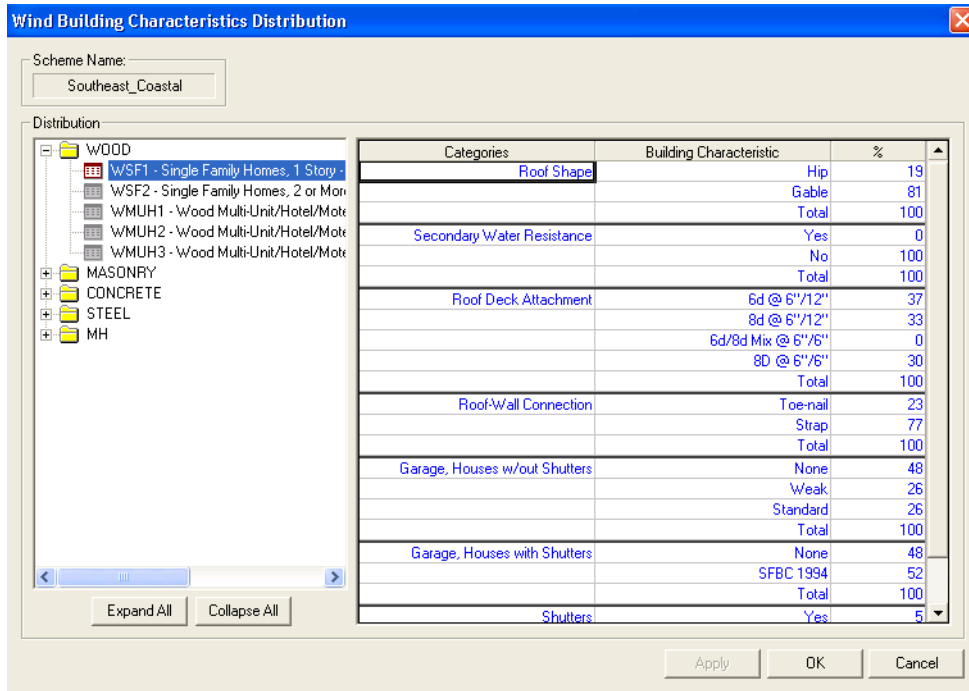 Wind Building Characteristics Distribution
Scheme Name:
Southeast_Coastal
Distribution
WOOD
WSF1 - Single Family Homes, 1 Story -
WSF2 - Single Family Homes, 2 or More
WMUH1 - Wood Multi-Unit/Hotel/Mote
WMUH2 - Wood Multi-Unit/Hotel/Mote
WMUH3 - Wood Multi-Unit/Hotel/Mote
MASONRY
CONCRETE
STEEL
MH
Expand All Collapse All
Categories Building Characteristic %
Roof Shape Hip 19
Gable 81
Total 100
Secondary Water Resistance Yes 0
No 100
Total 100
Roof Deck Attachment 6d @ 6"/12" 37
8d @ 6"/12" 33
6d/8d Mix @ 6"/6" 0
8D @ 6"/6" 30
Total 100
Roof-Wall Connection Toe-nail 23
Strap 77
Total 100
Garage, Houses w/out Shutters None 48
Weak 26
Standard 26
Total 100
Garage, Houses with Shutters None 48
SFBC 1994 52
Total 100
Shutters Yes 5
Apply OK Cancel